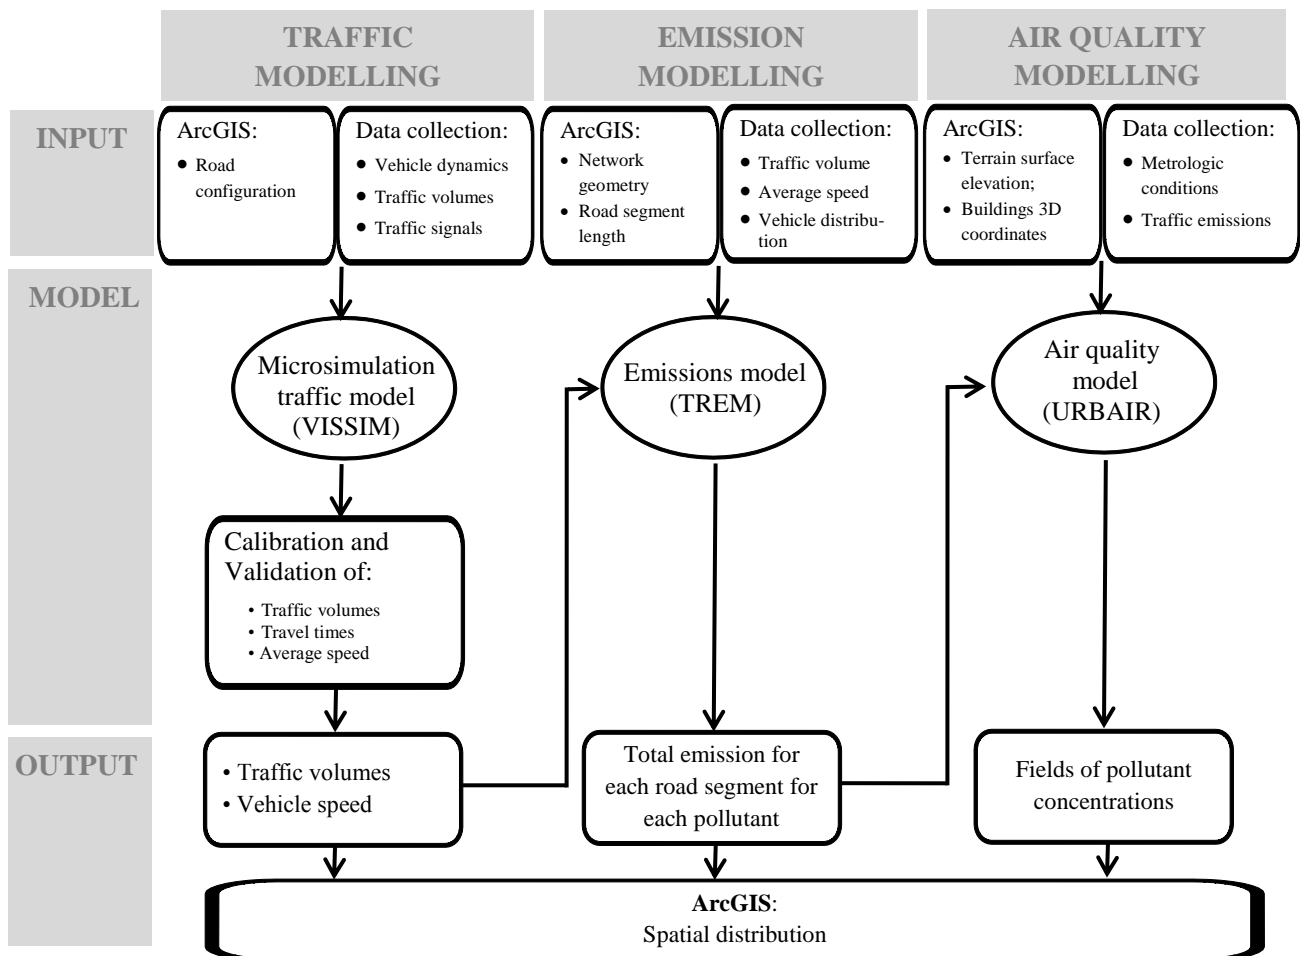 TRAFFIC
MODELLING
EMISSION
MODELLING
AIR QUALITY
MODELLING
INPUT
ArcGIS:
● Road
configuration
Data collection:
● Vehicle dynamics
● Traffic volumes
● Traffic signals
ArcGIS:
• Network
geometry
• Road segment
length
Data collection:
● Traffic volume
● Average speed
● Vehicle distribu-
tion
ArcGIS:
• Terrain surface
elevation;
• Buildings 3D
coordinates
Data collection:
● Metrologic
conditions
● Traffic emissions
MODEL
Microsimulation
traffic model
(VISSIM)
Emissions model
(TREM)
Air quality
model
(URBAIR)
Calibration and
Validation of:
• Traffic volumes
• Travel times
• Average speed
OUTPUT
• Traffic volumes
• Vehicle speed
Total emission for
each road segment for
each pollutant
Fields of pollutant
concentrations
ArcGIS:
Spatial distribution